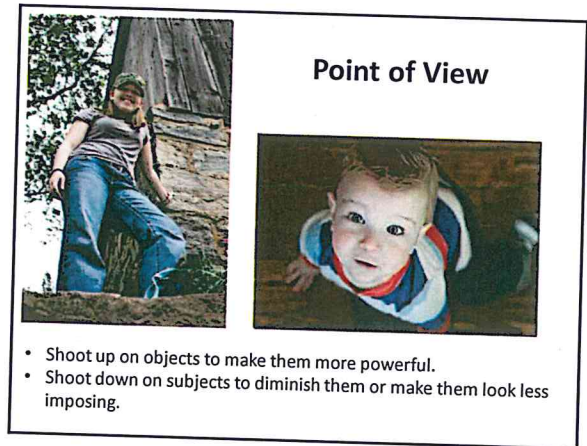 Point of View
• Shoot up on objects to make them more powerful.
• Shoot down on subjects to diminish them or make them look less
imposing.